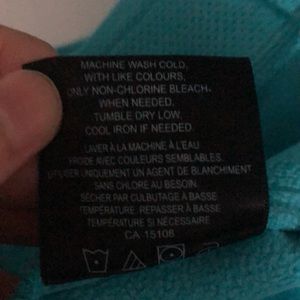 MACHINE WASH COLD,
WITH LIKE COLOURS,
ONLY NON-CHLORINE BLEACH
WHEN NEEDED.
TUMBLE DRY LOW.
COOL IRON IF NEEDED.
LAVER À LA MACHINE À L'EAU
FROIDE AVEC COULEURS SEMBLABLES.
UTILISER UNIQUEMENT UN AGENT DE BLANCHIMENT
SANS CHLORE AU BESOIN.
SÉCHER PAR CULBUTAGE À BASSE
TEMPÉRATURE. REPASSER À BASSE
TEMPÉRATURE SI NÉCESSAIRE
CA 15108